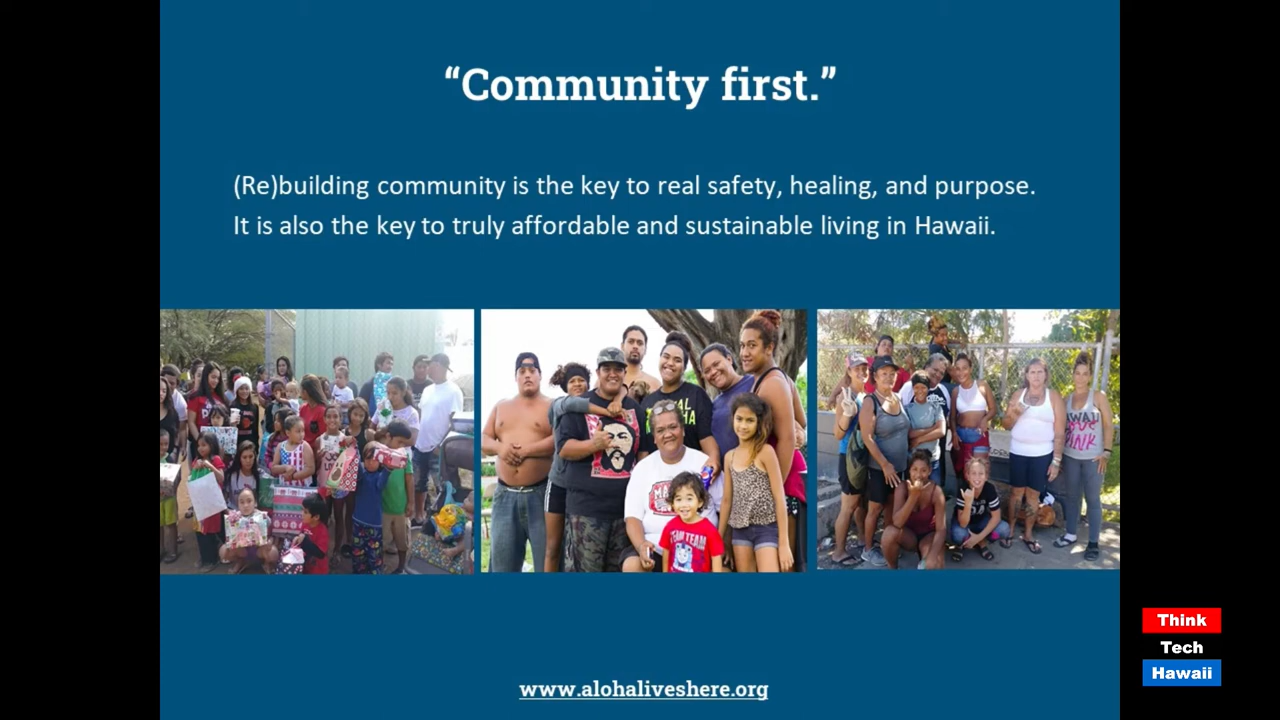 “Community first.”
(Re)building community is the key to real safety, healing, and purpose.
It is also the key to truly affordable and sustainable living in Hawaii.
www.alohaliveshere.org
Think
Tech
Hawaii